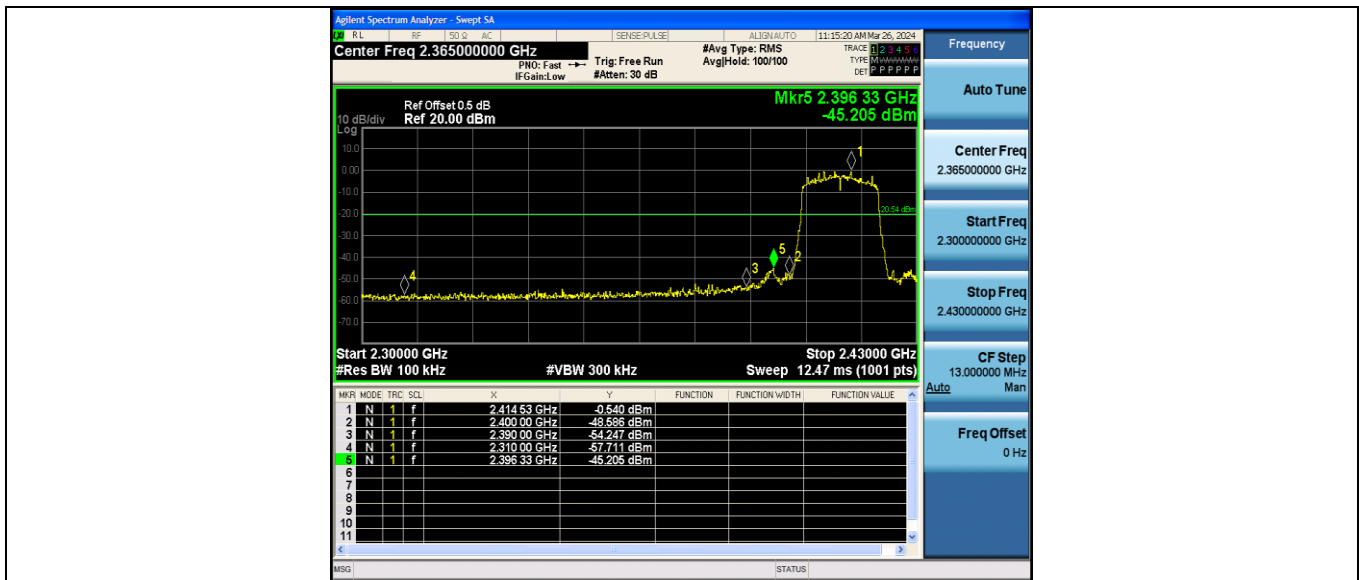 Agilent Spectrum Analyzer - Swept SA
RL RF 50 Ω AC SENSE:PULSE ALIGNAUTO 11:15:20 AM Mar 26, 2024
Center Freq 2.365000000 GHz
PNO: Fast
IFGain:Low
Trig: Free Run
#Atten: 30 dB
#Avg Type: RMS
Avg|Hold: 100/100
TRACE 1 2 3 4 5 6
TYPE MWWWWW
DET P P P P P P
Ref Offset 0.5 dB
10 dB/div Ref 20.00 dBm
Log
Mkr5 2.396 33 GHz
-45.205 dBm
10.0
0.00
-10.0
-20.0
-30.0
-40.0
-50.0
-60.0
-70.0
1
-20.54 dBm
5
2
3
4
Start 2.30000 GHz Stop 2.43000 GHz
#Res BW 100 kHz #VBW 300 kHz Sweep 12.47 ms (1001 pts)
MKR MODE TRC SCL X Y FUNCTION FUNCTION WIDTH FUNCTION VALUE
1 N 1 f 2.414 53 GHz -0.540 dBm
2 N 1 f 2.400 00 GHz -48.586 dBm
3 N 1 f 2.390 00 GHz -54.247 dBm
4 N 1 f 2.310 00 GHz -57.711 dBm
5 N 1 f 2.396 33 GHz -45.205 dBm
6
7
8
9
10
11
MSG STATUS
Frequency
Auto Tune
Center Freq
2.365000000 GHz
Start Freq
2.300000000 GHz
Stop Freq
2.430000000 GHz
CF Step
13.000000 MHz
Auto Man
Freq Offset
0 Hz